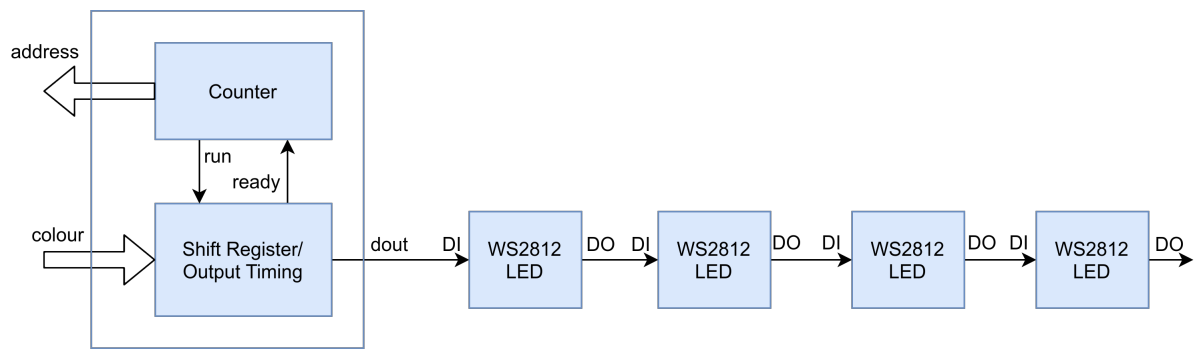 address
Counter
run
ready
colour
Shift Register/
Output Timing
dout
DI
WS2812
LED
DO
DI
WS2812
LED
DO
DI
WS2812
LED
DO
DI
WS2812
LED
DO